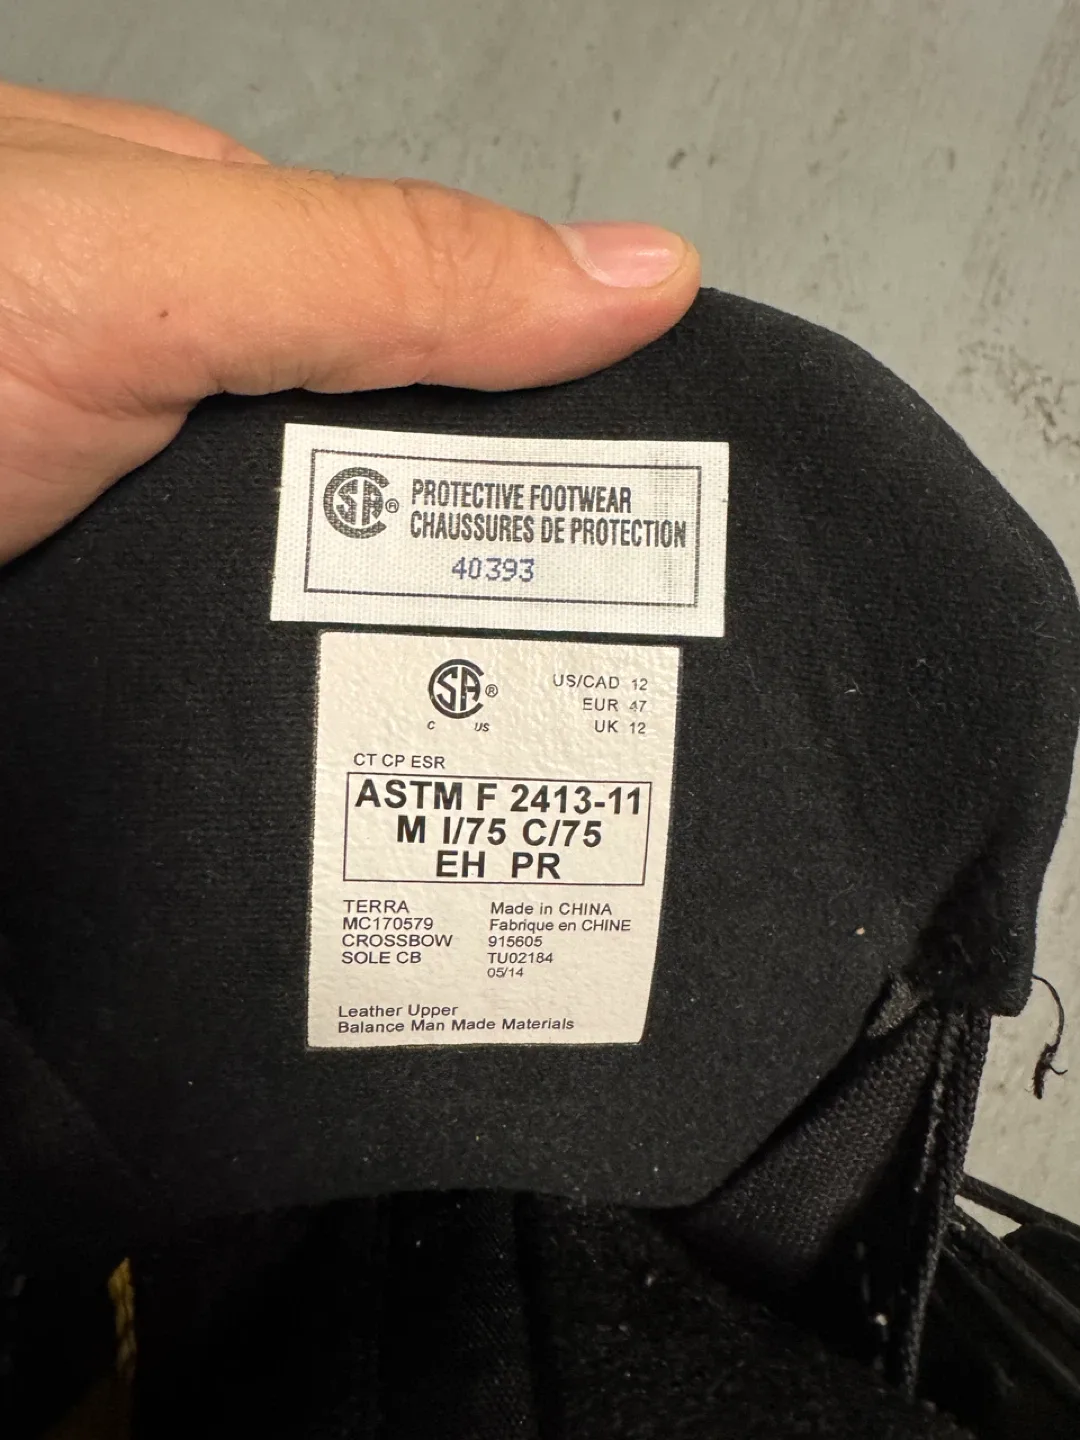 CSA® PROTECTIVE FOOTWEAR
CHAUSSURES DE PROTECTION
40393
CSA®
C US
US/CAD 12
EUR 47
UK 12
CT CP ESR
ASTM F 2413-11
M I/75 C/75
EH PR
TERRA
MC170579
CROSSBOW
SOLE CB
Made in CHINA
Fabrique en CHINE
915605
TU02184
05/14
Leather Upper
Balance Man Made Materials